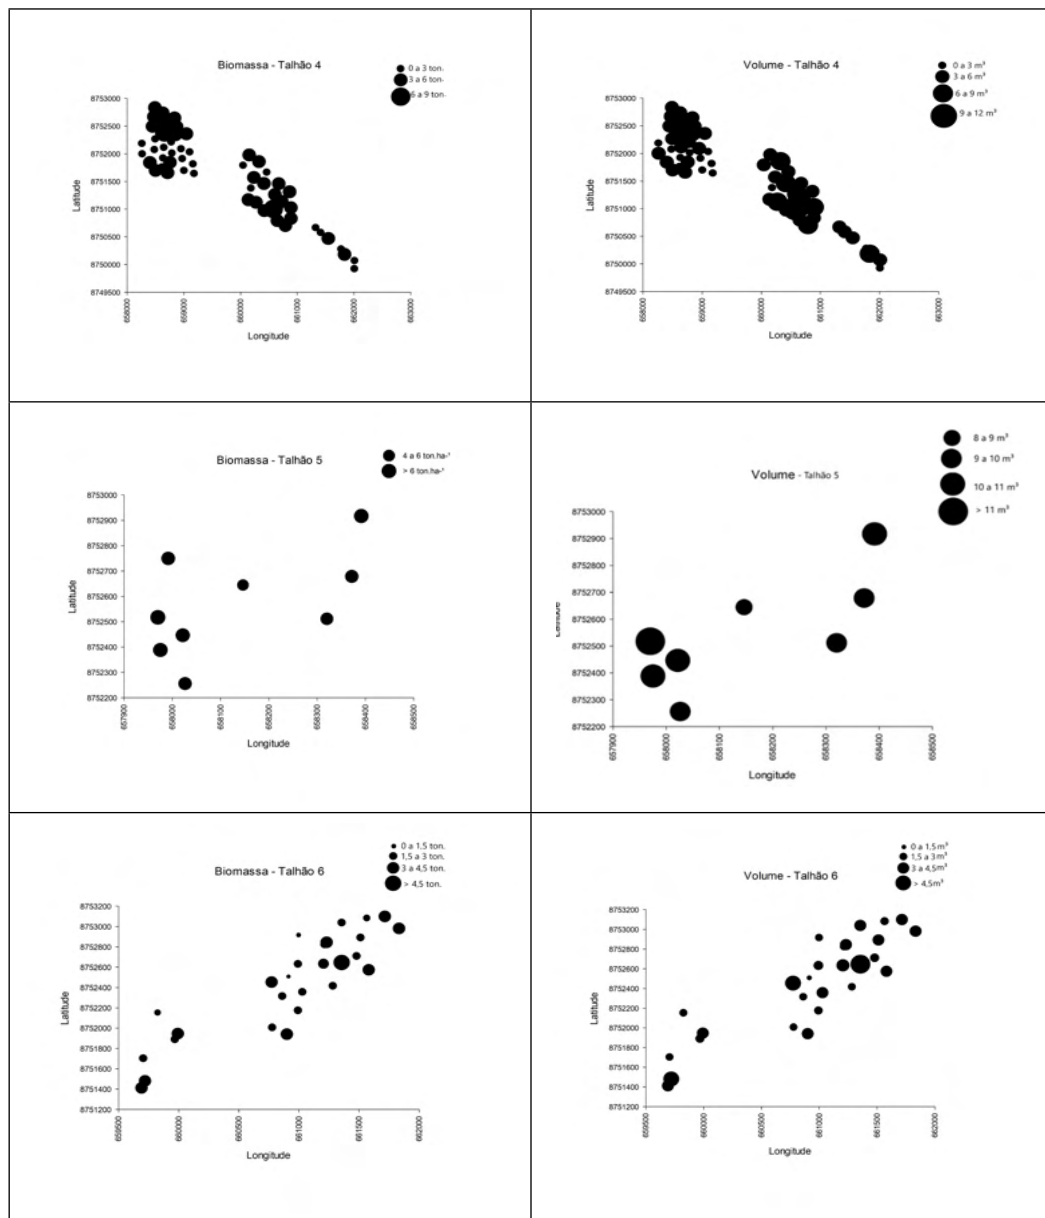 Biomassa - Talhão 4
0 a 3 ton.
3 a 6 ton.
6 a 9 ton.
8753000
8752500
8752000
8751500
8751000
8750500
8750000
8749500
Latitude
658000
659000
660000
661000
662000
663000
Longitude
Volume - Talhão 4
0 a 3 m³
3 a 6 m³
6 a 9 m³
9 a 12 m³
8753000
8752500
8752000
8751500
8751000
8750500
8750000
8749500
Latitude
658000
659000
660000
661000
662000
663000
Longitude
Biomassa - Talhão 5
4 a 6 ton.ha-¹
> 6 ton.ha-¹
8753000
8752900
8752800
8752700
8752600
8752500
8752400
8752300
8752200
Latitude
657900
658000
658100
658200
658300
658400
658500
Longitude
Volume - Talhão 5
8 a 9 m³
9 a 10 m³
10 a 11 m³
> 11 m³
8753000
8752900
8752800
8752700
8752600
8752500
8752400
8752300
8752200
Latitude
657900
658000
658100
658200
658300
658400
658500
Longitude
Biomassa - Talhão 6
0 a 1,5 ton.
1,5 a 3 ton.
3 a 4,5 ton.
> 4,5 ton.
8753200
8753000
8752800
8752600
8752400
8752200
8752000
8751800
8751600
8751400
8751200
Latitude
659500
660000
660500
661000
661500
662000
Longitude
Volume - Talhão 6
0 a 1,5 m³
1,5 a 3 m³
3 a 4,5 m³
> 4,5 m³
8753200
8753000
8752800
8752600
8752400
8752200
8752000
8751800
8751600
8751400
8751200
Latitude
659500
660000
660500
661000
661500
662000
Longitude